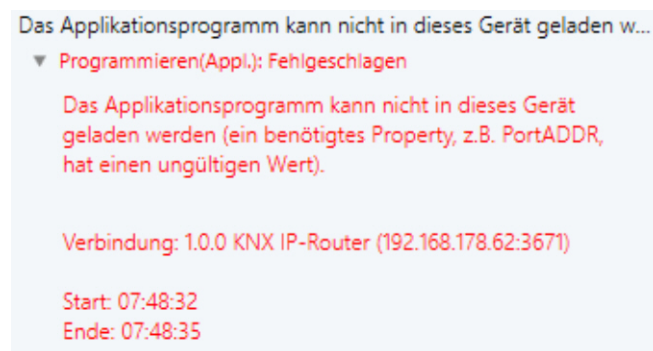 Das Applikationsprogramm kann nicht in dieses Gerät geladen w...
Programmieren(Appl.): Fehlgeschlagen
Das Applikationsprogramm kann nicht in dieses Gerät
geladen werden (ein benötigtes Property, z.B. PortADDR,
hat einen ungültigen Wert).
Verbindung: 1.0.0 KNX IP-Router (192.168.178.62:3671)
Start: 07:48:32
Ende: 07:48:35